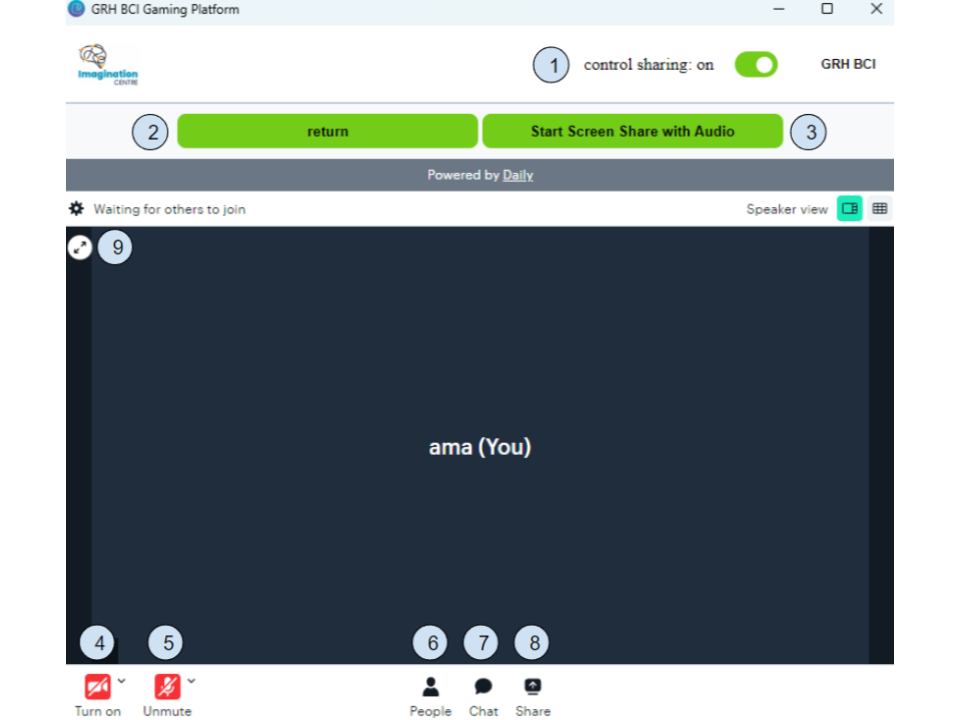 GRH BCI Gaming Platform
Imagination
CENTRE
1 control sharing: on GRH BCI
2 return Start Screen Share with Audio 3
Powered by Daily
Waiting for others to join Speaker view
9
ama (You)
4 5 6 7 8
Turn on Unmute People Chat Share